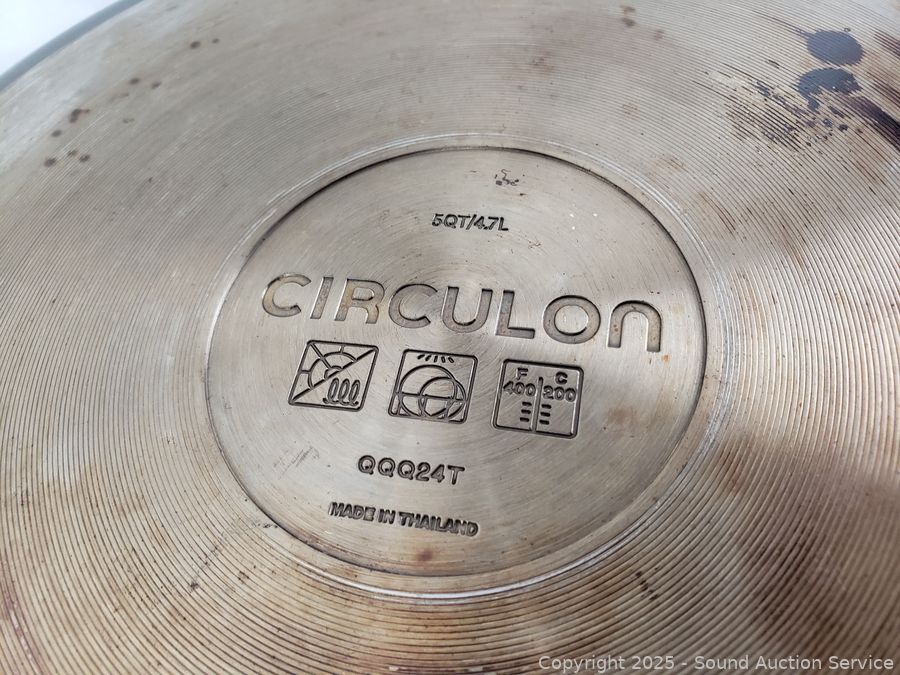 5QT/4.7L
CIRCULON
F C
400 200
QQQ24T
MADE IN THAILAND
Copyright 2025 - Sound Auction Service